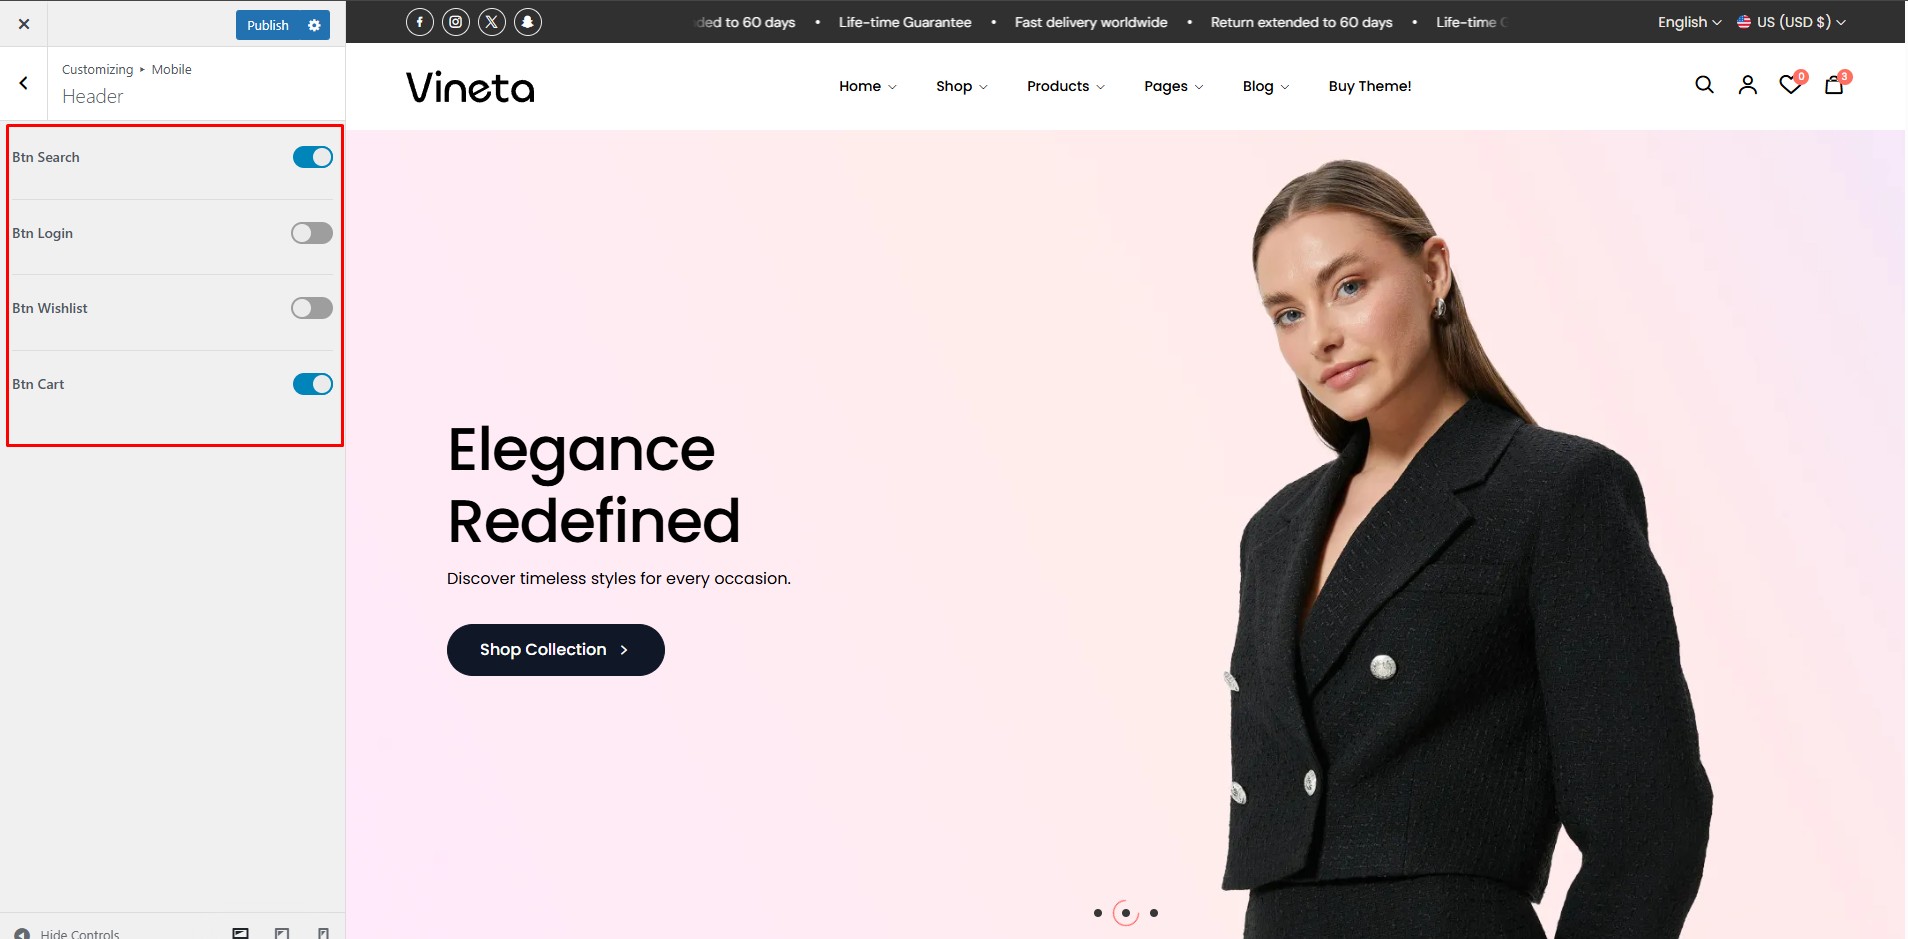 Publish
Customizing ▸ Mobile
Header
Btn Search
Btn Login
Btn Wishlist
Btn Cart
Hide Controls
ded to 60 days • Life-time Guarantee • Fast delivery worldwide • Return extended to 60 days • Life-time
English US (USD $)
Vineta
Home Shop Products Pages Blog Buy Theme!
0 3
Elegance
Redefined
Discover timeless styles for every occasion.
Shop Collection